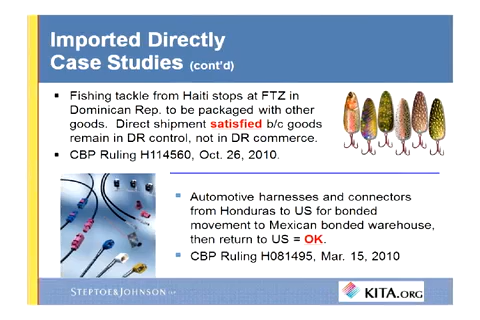 Imported Directly
Case Studies (cont'd)
Fishing tackle from Haiti stops at FTZ in
Dominican Rep. to be packaged with other
goods. Direct shipment satisfied b/c goods
remain in DR control, not in DR commerce.
CBP Ruling H114560, Oct. 26, 2010.
Automotive harnesses and connectors
from Honduras to US for bonded
movement to Mexican bonded warehouse,
then return to US = OK.
CBP Ruling H081495, Mar. 15, 2010
STEPTOE&JOHNSON LLP
KITA.ORG